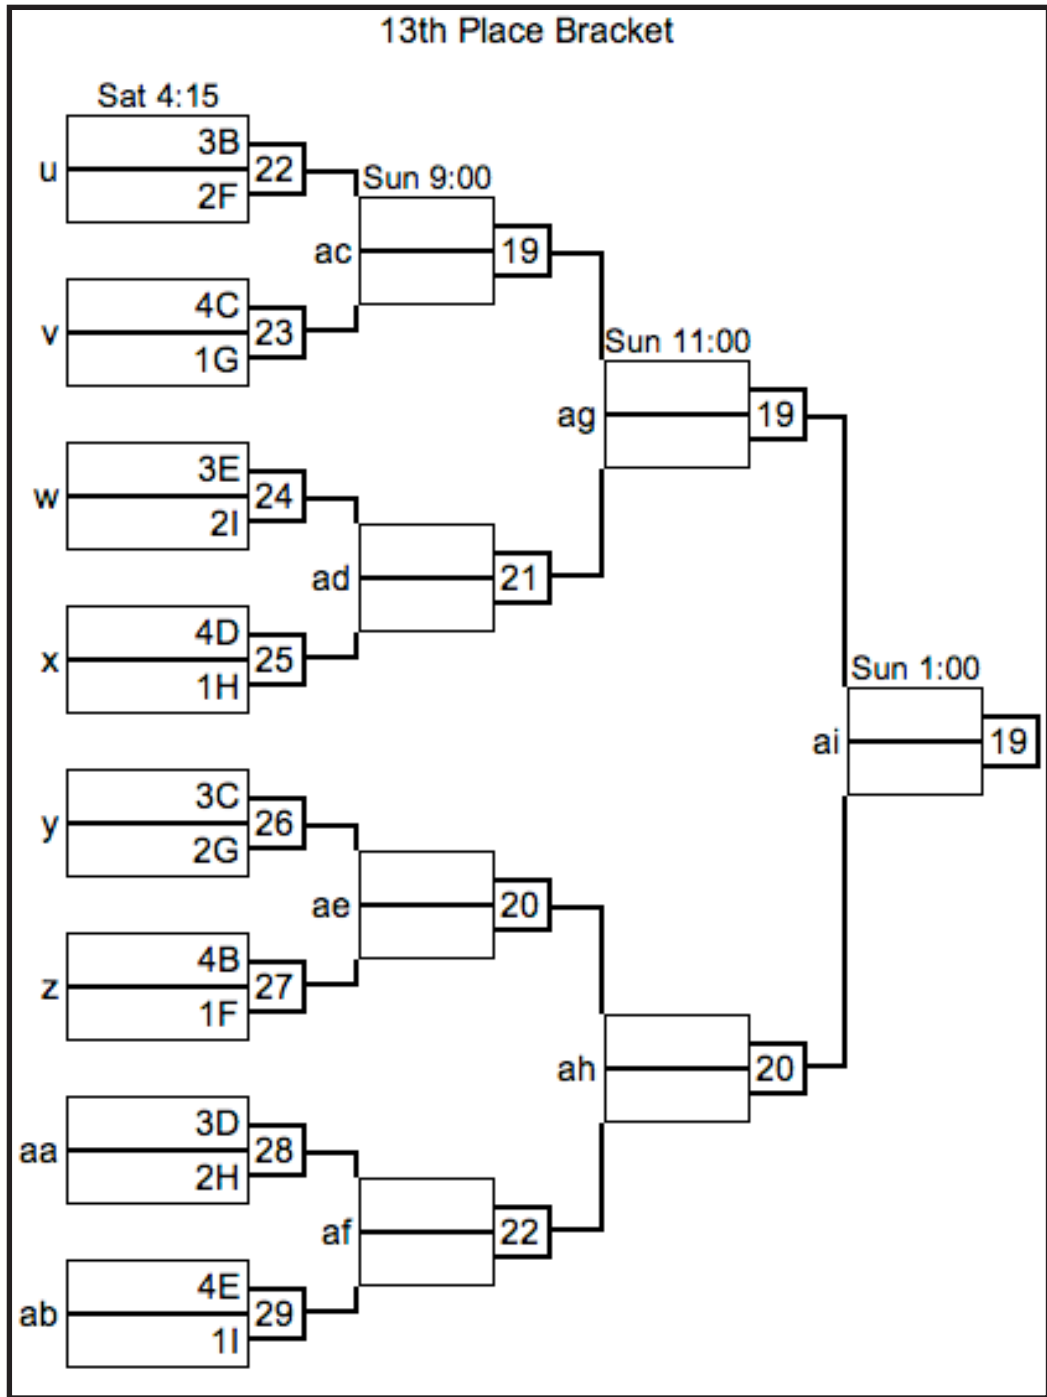 13th Place Bracket
Sat 4:15
3B
u 22
2F
Sun 9:00
ac 19
4C
v 23
1G
Sun 11:00
ag 19
3E
w 24
2I
ad 21
4D
x 25
1H
Sun 1:00
ai 19
3C
y 26
2G
ae 20
4B
z 27
1F
ah 20
3D
aa 28
2H
af 22
4E
ab 29
1I